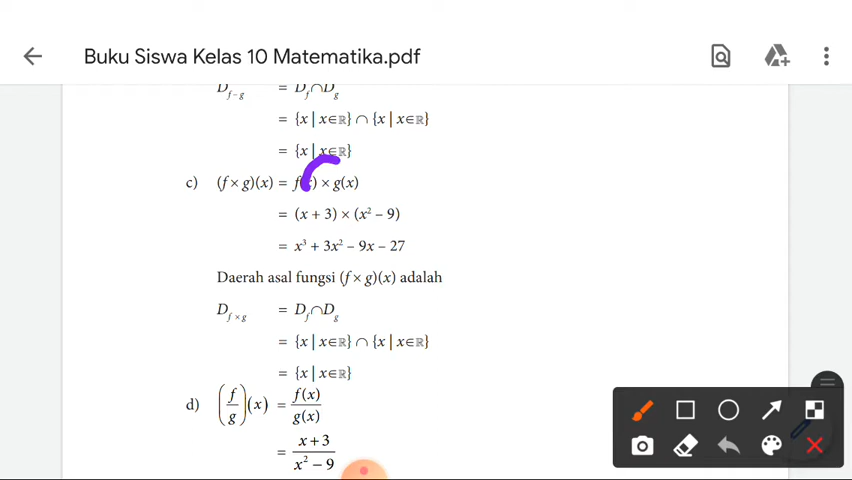 Buku Siswa Kelas 10 Matematika.pdf
D_{f–g} = D_f∩D_g
= {x | x∈ℝ} ∩ {x | x∈ℝ}
= {x | x∈ℝ}
c) (f × g)(x) = f(x) × g(x)
= (x + 3) × (x² – 9)
= x³ + 3x² – 9x – 27
Daerah asal fungsi (f × g)(x) adalah
D_{f × g} = D_f∩D_g
= {x | x∈ℝ} ∩ {x | x∈ℝ}
= {x | x∈ℝ}
d) (f/g)(x) = f(x)/g(x)
= (x + 3)/(x² – 9)